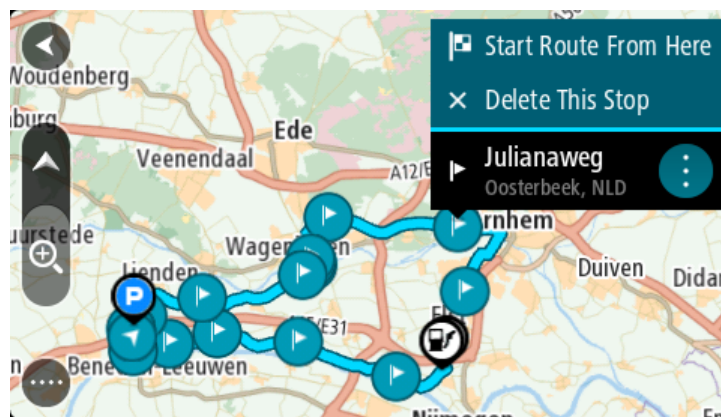 Start Route From Here
Woudenberg
Delete This Stop
Ede
Veenendaal
Julianaweg
A12/E
Oosterbeek, NLD
rnhem
Lienden
Duiven
Didar
P
A15/E31
Leeuwen